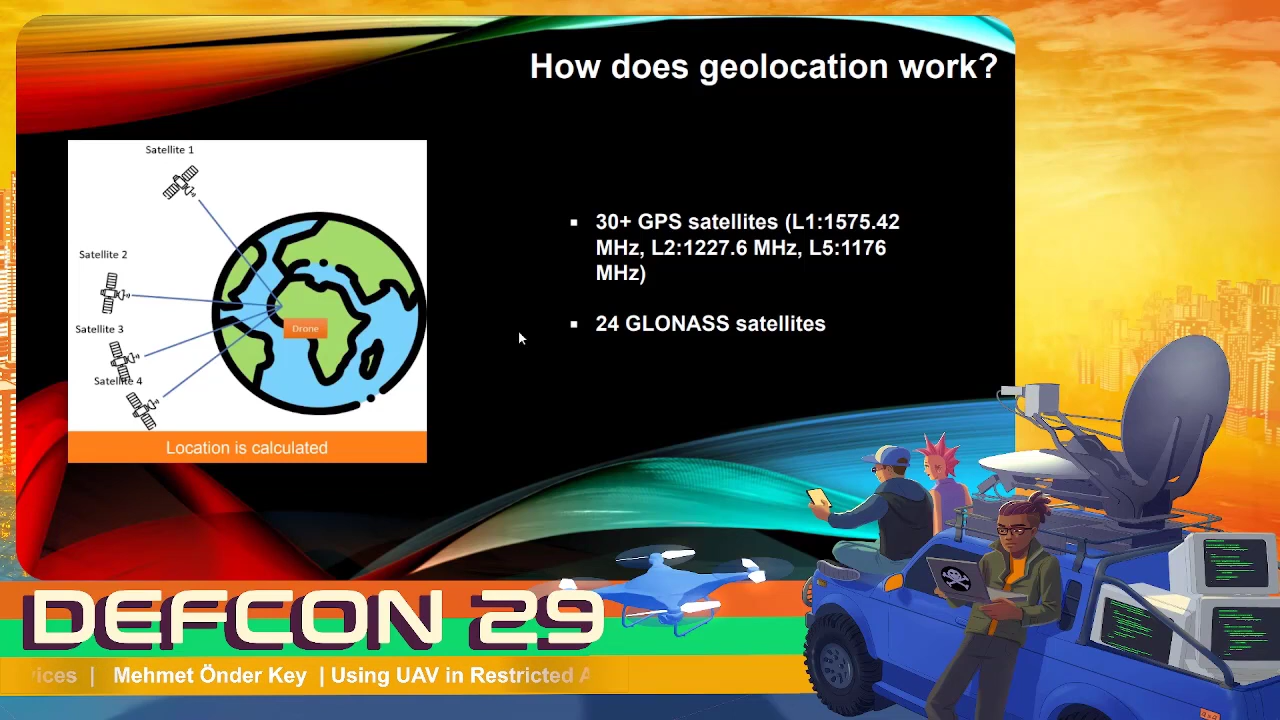 How does geolocation work?
Satellite 1
Satellite 2
Satellite 3
Satellite 4
Drone
Location is calculated
▪ 30+ GPS satellites (L1:1575.42
MHz, L2:1227.6 MHz, L5:1176
MHz)
▪ 24 GLONASS satellites
DEFCON 29
vices | Mehmet Önder Key | Using UAV in Restricted A